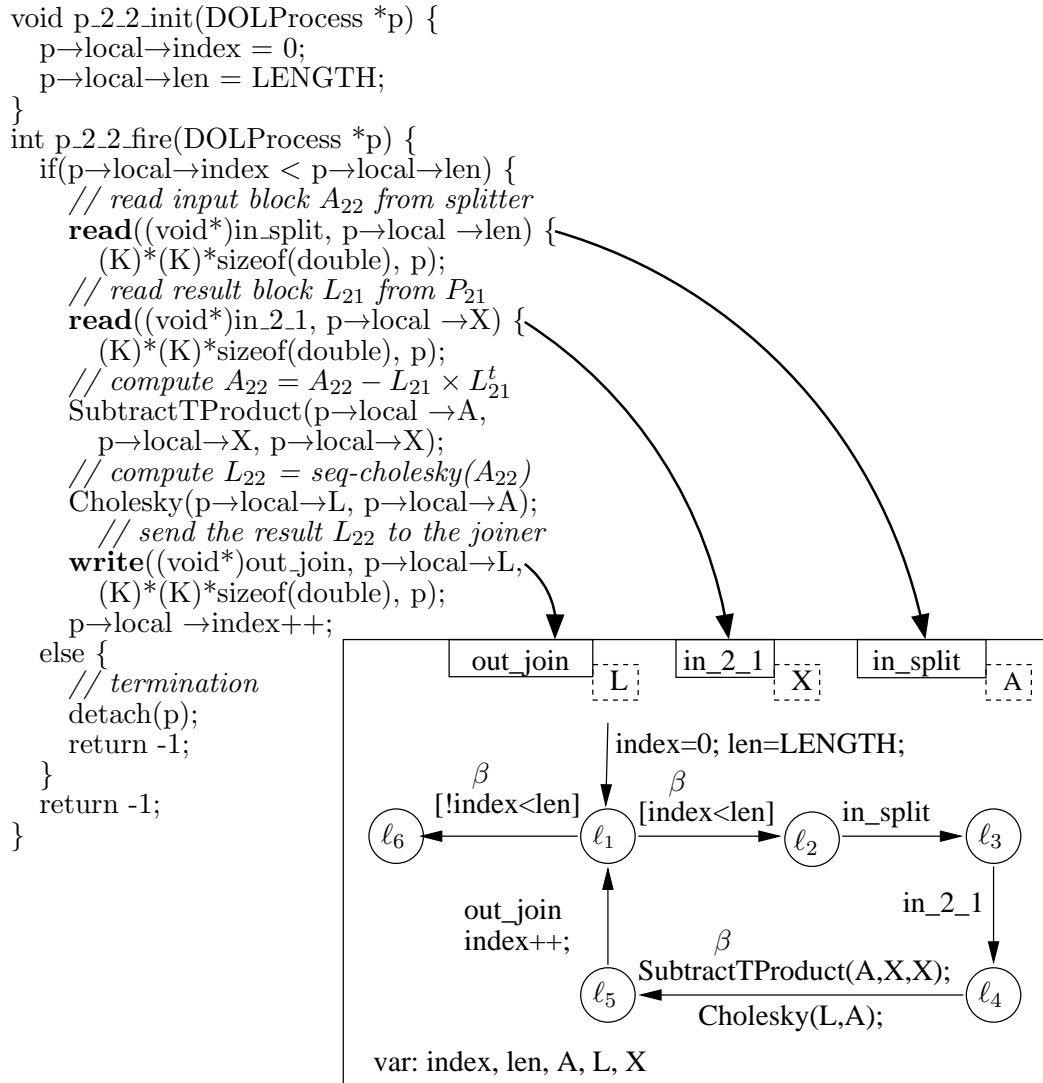 void p_2_2_init(DOLProcess *p) {
p→local→index = 0;
p→local→len = LENGTH;
}
int p_2_2_fire(DOLProcess *p) {
if(p→local→index < p→local→len) {
// read input block A₂₂ from splitter
read((void*)in_split, p→local →len) {
(K)*(K)*sizeof(double), p);
// read result block L₂₁ from P₂₁
read((void*)in_2_1, p→local →X) {
(K)*(K)*sizeof(double), p);
// compute A₂₂ = A₂₂ − L₂₁ × Lᵗ₂₁
SubtractTProduct(p→local →A,
p→local→X, p→local→X);
// compute L₂₂ = seq-cholesky(A₂₂)
Cholesky(p→local→L, p→local→A);
// send the result L₂₂ to the joiner
write((void*)out_join, p→local→L,
(K)*(K)*sizeof(double), p);
p→local →index++;
else {
// termination
detach(p);
return -1;
}
return -1;
}
out_join in_2_1 in_split
L X A
index=0; len=LENGTH;
β β
[!index<len] [index<len] in_split
ℓ₆ ℓ₁ ℓ₂ ℓ₃
out_join in_2_1
index++; β
SubtractTProduct(A,X,X);
ℓ₅ ℓ₄
Cholesky(L,A);
var: index, len, A, L, X